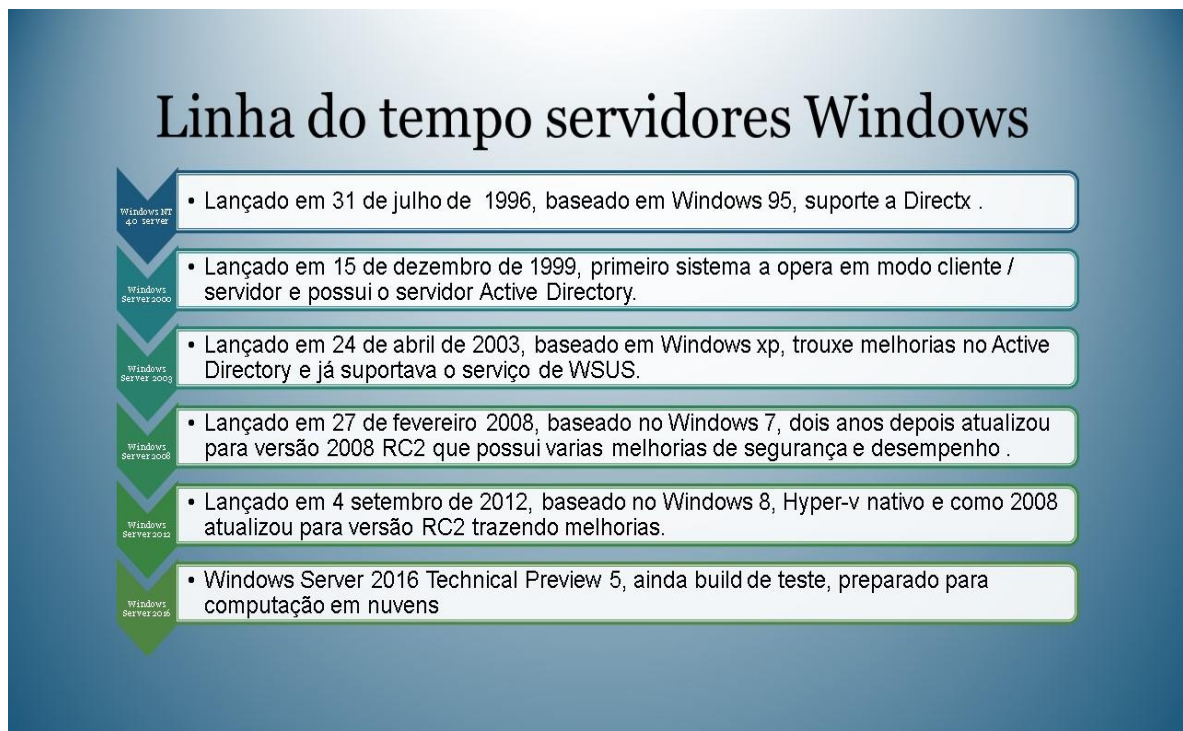 Linha do tempo servidores Windows
Windows NT
4.0 server
• Lançado em 31 de julho de 1996, baseado em Windows 95, suporte a Directx .
Windows
Server 2000
• Lançado em 15 de dezembro de 1999, primeiro sistema a opera em modo cliente /
servidor e possui o servidor Active Directory.
Windows
Server 2003
• Lançado em 24 de abril de 2003, baseado em Windows xp, trouxe melhorias no Active
Directory e já suportava o serviço de WSUS.
Windows
Server 2008
• Lançado em 27 de fevereiro 2008, baseado no Windows 7, dois anos depois atualizou
para versão 2008 RC2 que possui varias melhorias de segurança e desempenho .
Windows
Server 2012
• Lançado em 4 setembro de 2012, baseado no Windows 8, Hyper-v nativo e como 2008
atualizou para versão RC2 trazendo melhorias.
Windows
Server 2016
• Windows Server 2016 Technical Preview 5, ainda build de teste, preparado para
computação em nuvens